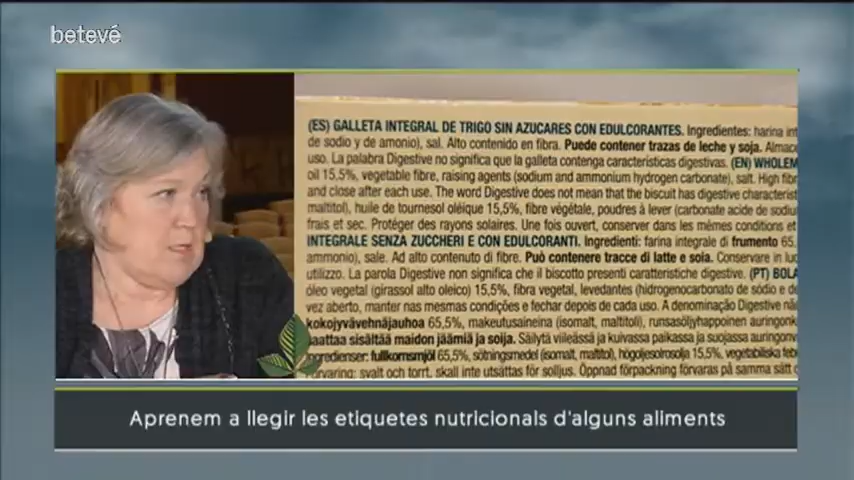 betevé
(ES) GALLETA INTEGRAL DE TRIGO SIN AZUCARES CON EDULCORANTES. Ingredientes: harina int
de sodio y de amonio), sal. Alto contenido en fibra. Puede contener trazas de leche y soja. Almac
uso. La palabra Digestive no significa que la galleta contenga características digestivas. (EN) WHOLEM
oil 15,5%, vegetable fibre, raising agents (sodium and ammonium hydrogen carbonate), salt. High fibr
and close after each use. The word Digestive does not mean that the biscuit has digestive characterist
maltitol), huile de tournesol oléique 15,5%, fibre végétale, poudres à lever (carbonate acide de sodiu
frais et sec. Protéger des rayons solaires. Une fois ouvert, conserver dans les mêmes conditions et
INTEGRALE SENZA ZUCCHERI E CON EDULCORANTI. Ingredienti: farina integrale di frumento 65,
ammonio), sale. Ad alto contenuto di fibre. Può contenere tracce di latte e soia. Conservare in luo
utilizzo. La parola Digestive non significa che il biscotto presenti caratteristiche digestive. (PT) BOLA
óleo vegetal (girassol alto oleico) 15,5%, fibra vegetal, levedantes (hidrogenocarbonato de sódio e d
vez aberto, manter nas mesmas condições e fechar depois de cada uso. A denominação Digestive nã
kokojyvävehnäjauhoa 65,5%, makeutusaineita (isomalt, maltitoli), runsasöljyhappoinen auringonk
saattaa sisältää maidon jäämiä ja soija. Säilytä viileässä ja kuivassa paikassa ja suojassa auringonv
ngredienser: fullkornsmjöl 65,5%, sötningsmedel (isomalt, maltitol), högoljesolrosolja 15,5%, vegetabiliska fibe
Förvaring: svalt och torrt, skall inte utsättas för solljus. Öppnad förpackning förvaras på samma sätt
Aprenem a llegir les etiquetes nutricionals d'alguns aliments